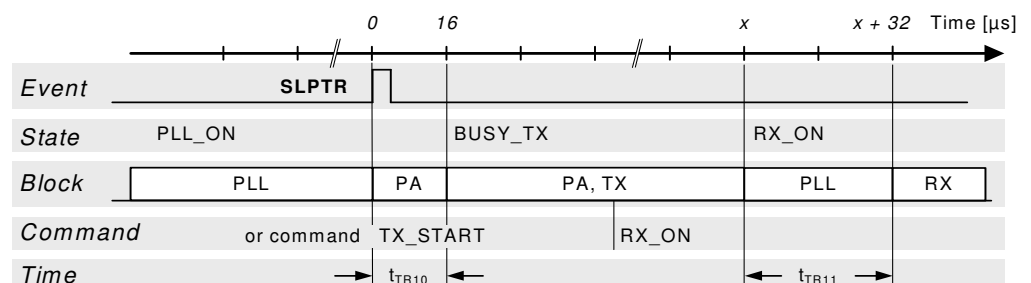 0 16 x x + 32 Time [µs]
Event SLPTR
State PLL_ON BUSY_TX RX_ON
Block PLL PA PA, TX PLL RX
Command or command TX_START RX_ON
Time tTR10 tTR11